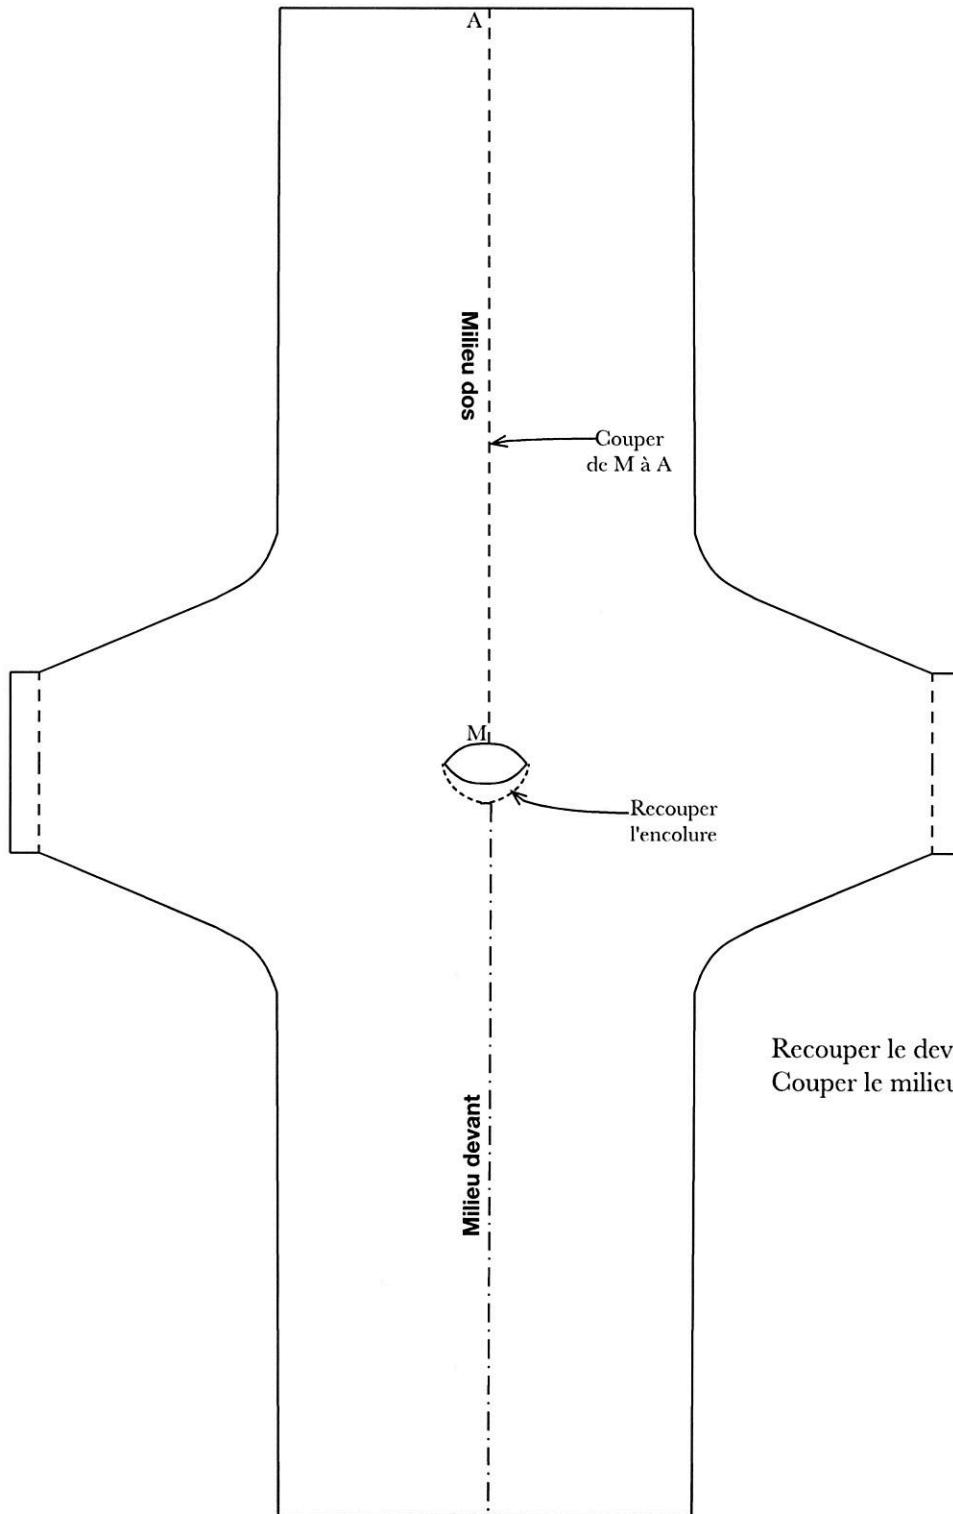 A
Milieu dos
Couper
de M à A
M
Recouper
l'encolure
Recouper le dev
Couper le milieu
Milieu devant